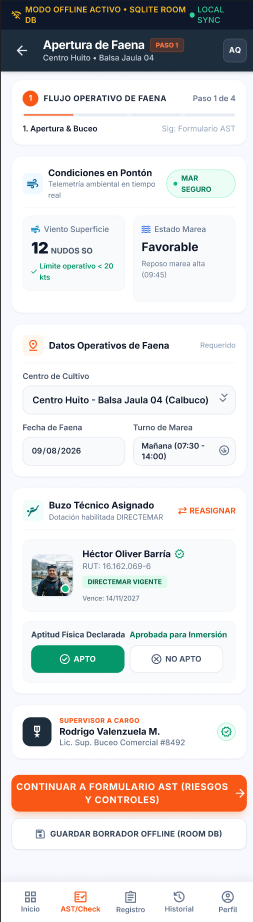 MODO OFFLINE ACTIVO • SQLITE ROOM DB
LOCAL SYNC
Apertura de Faena
PASO 1
Centro Huito • Balsa Jaula 04
AQ
1 FLUJO OPERATIVO DE FAENA
Paso 1 de 4
1. Apertura & Buceo
Sig: Formulario AST
Condiciones en Pontón
Telemetría ambiental en tiempo real
MAR SEGURO
Viento Superficie
12 NUDOS SO
Límite operativo < 20 kts
Estado Marea
Favorable
Reposo marea alta (09:45)
Datos Operativos de Faena
Requerido
Centro de Cultivo
Centro Huito - Balsa Jaula 04 (Calbuco)
Fecha de Faena
09/08/2026
Turno de Marea
Mañana (07:30 - 14:00)
Buzo Técnico Asignado
Dotación habilitada DIRECTEMAR
REASIGNAR
Héctor Oliver Barría
RUT: 16.162.069-6
DIRECTEMAR VIGENTE
Vence: 14/11/2027
Aptitud Física Declarada
Aprobada para Inmersión
APTO
NO APTO
SUPERVISOR A CARGO
Rodrigo Valenzuela M.
Lic. Sup. Buceo Comercial #8492
CONTINUAR A FORMULARIO AST (RIESGOS Y CONTROLES)
GUARDAR BORRADOR OFFLINE (ROOM DB)
Inicio
AST/Check
Registro
Historial
Perfil